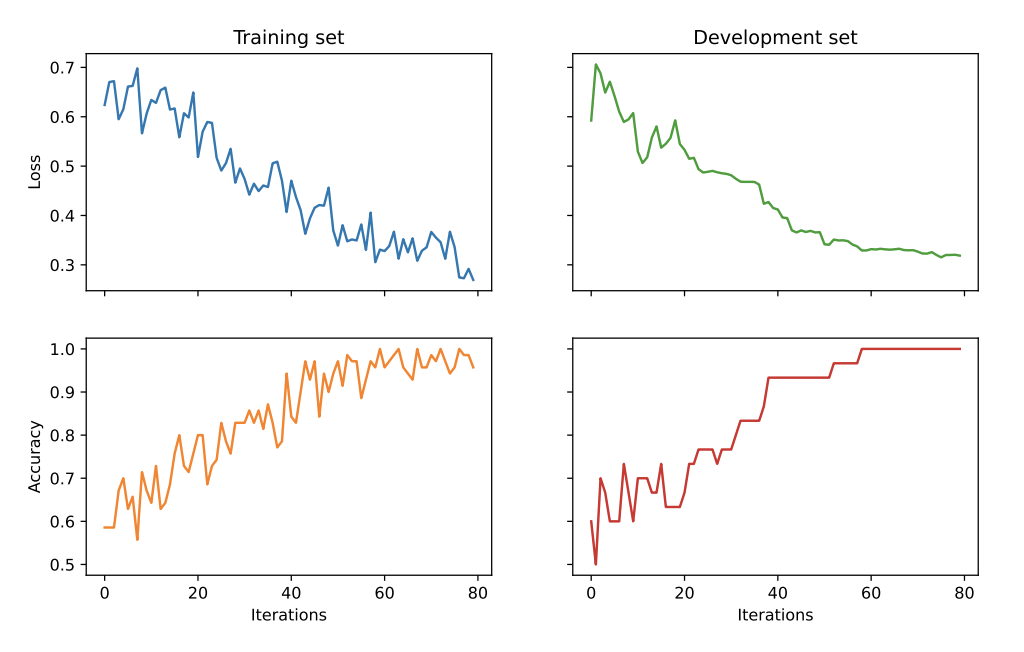 Training set
Development set
Loss
0.7
0.6
0.5
0.4
0.3
Accuracy
1.0
0.9
0.8
0.7
0.6
0.5
0 20 40 60 80
Iterations
0 20 40 60 80
Iterations